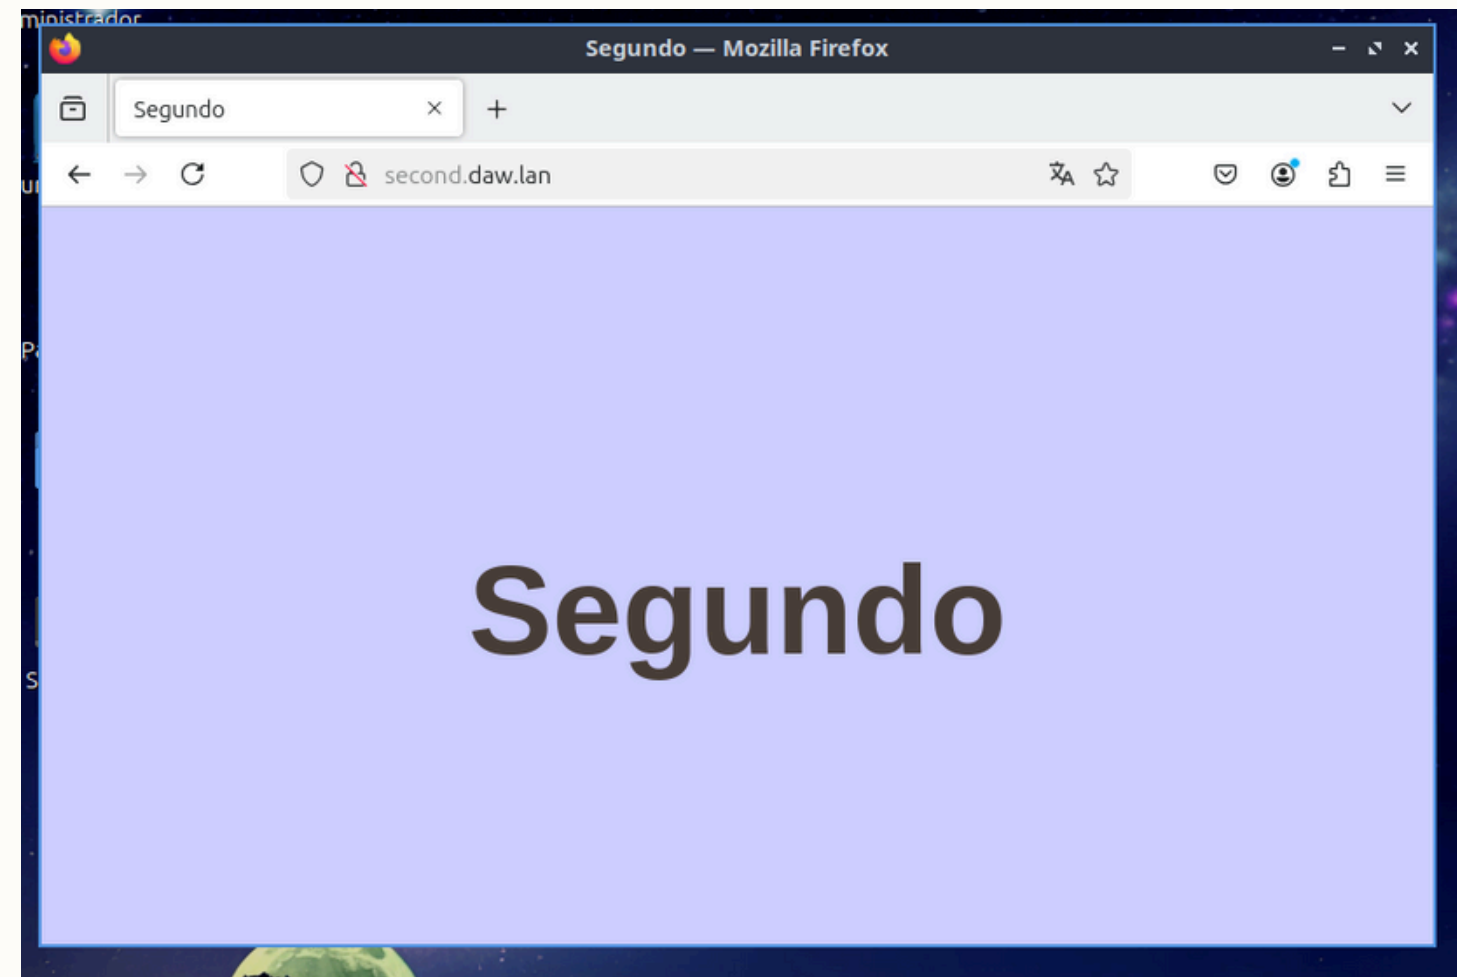 ministrador
Segundo — Mozilla Firefox
Segundo
second.daw.lan
Segundo